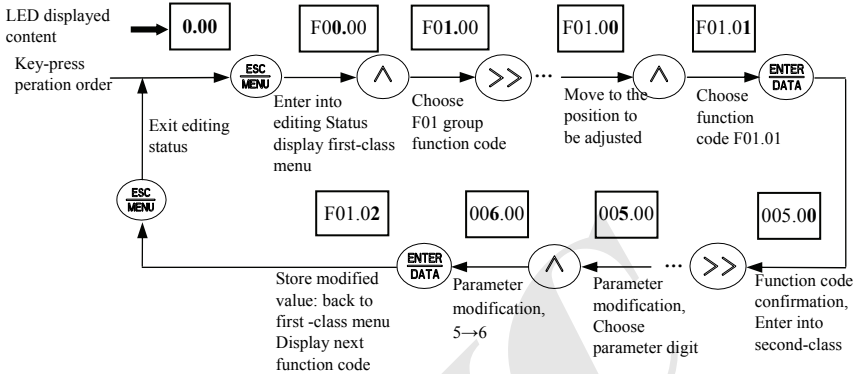 LED displayed
content
0.00
F00.00
F01.00
F01.00
F01.01
Key-press
peration order
ESC
MENU
∧
>>
...
∧
ENTER
DATA
Enter into
editing Status
display first-class
menu
Choose
F01 group
function code
Move to the
position to
be adjusted
Choose
function
code F01.01
Exit editing
status
ESC
MENU
F01.02
006.00
005.00
005.00
ENTER
DATA
∧
...
>>
Store modified
value: back to
first -class menu
Display next
function code
Parameter
modification,
5→6
Parameter
modification,
Choose
parameter digit
Function code
confirmation,
Enter into
second-class